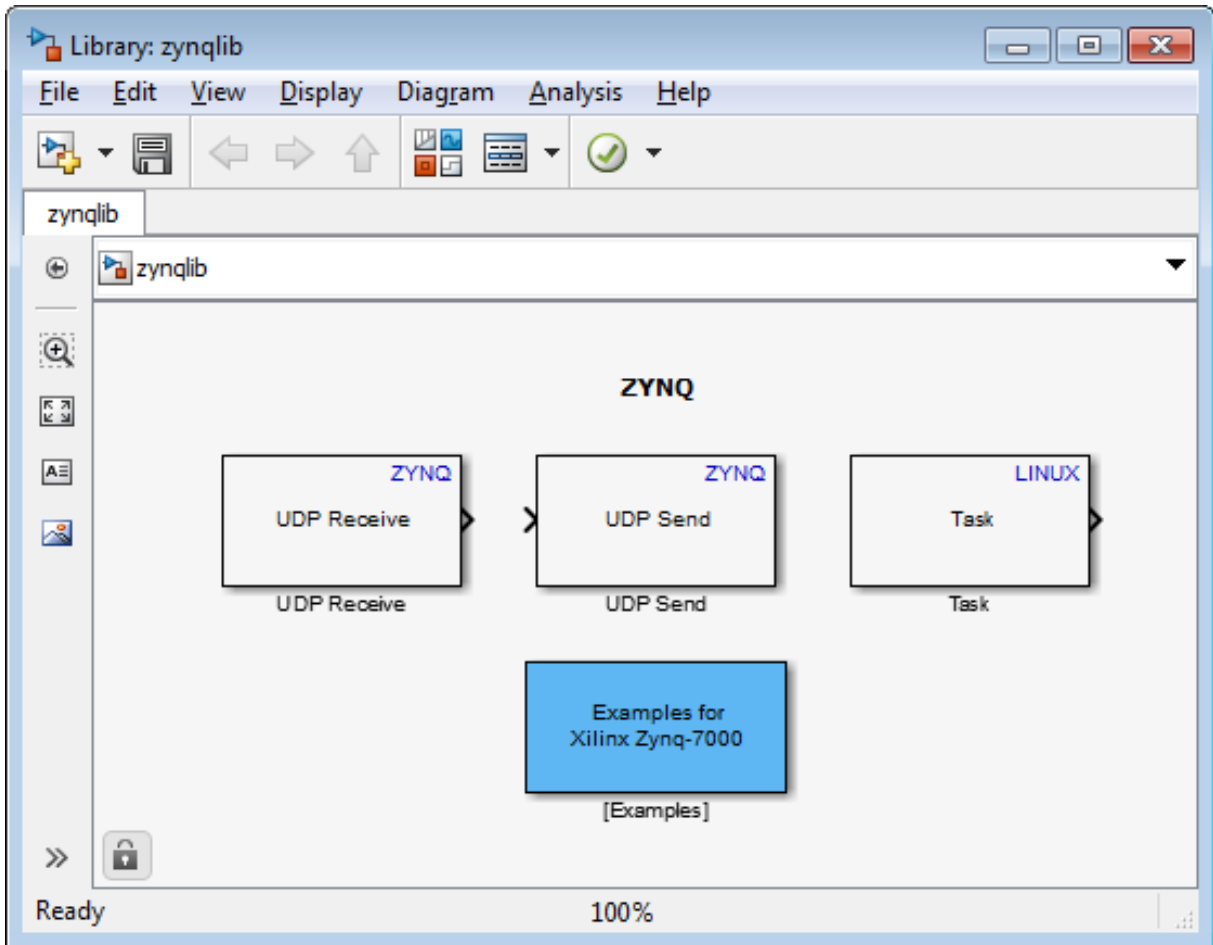 Library: zynqlib
File Edit View Display Diagram Analysis Help
zynqlib
zynqlib
ZYNQ
ZYNQ
UDP Receive
UDP Receive
ZYNQ
UDP Send
UDP Send
LINUX
Task
Task
Examples for
Xilinx Zynq-7000
[Examples]
Ready 100%